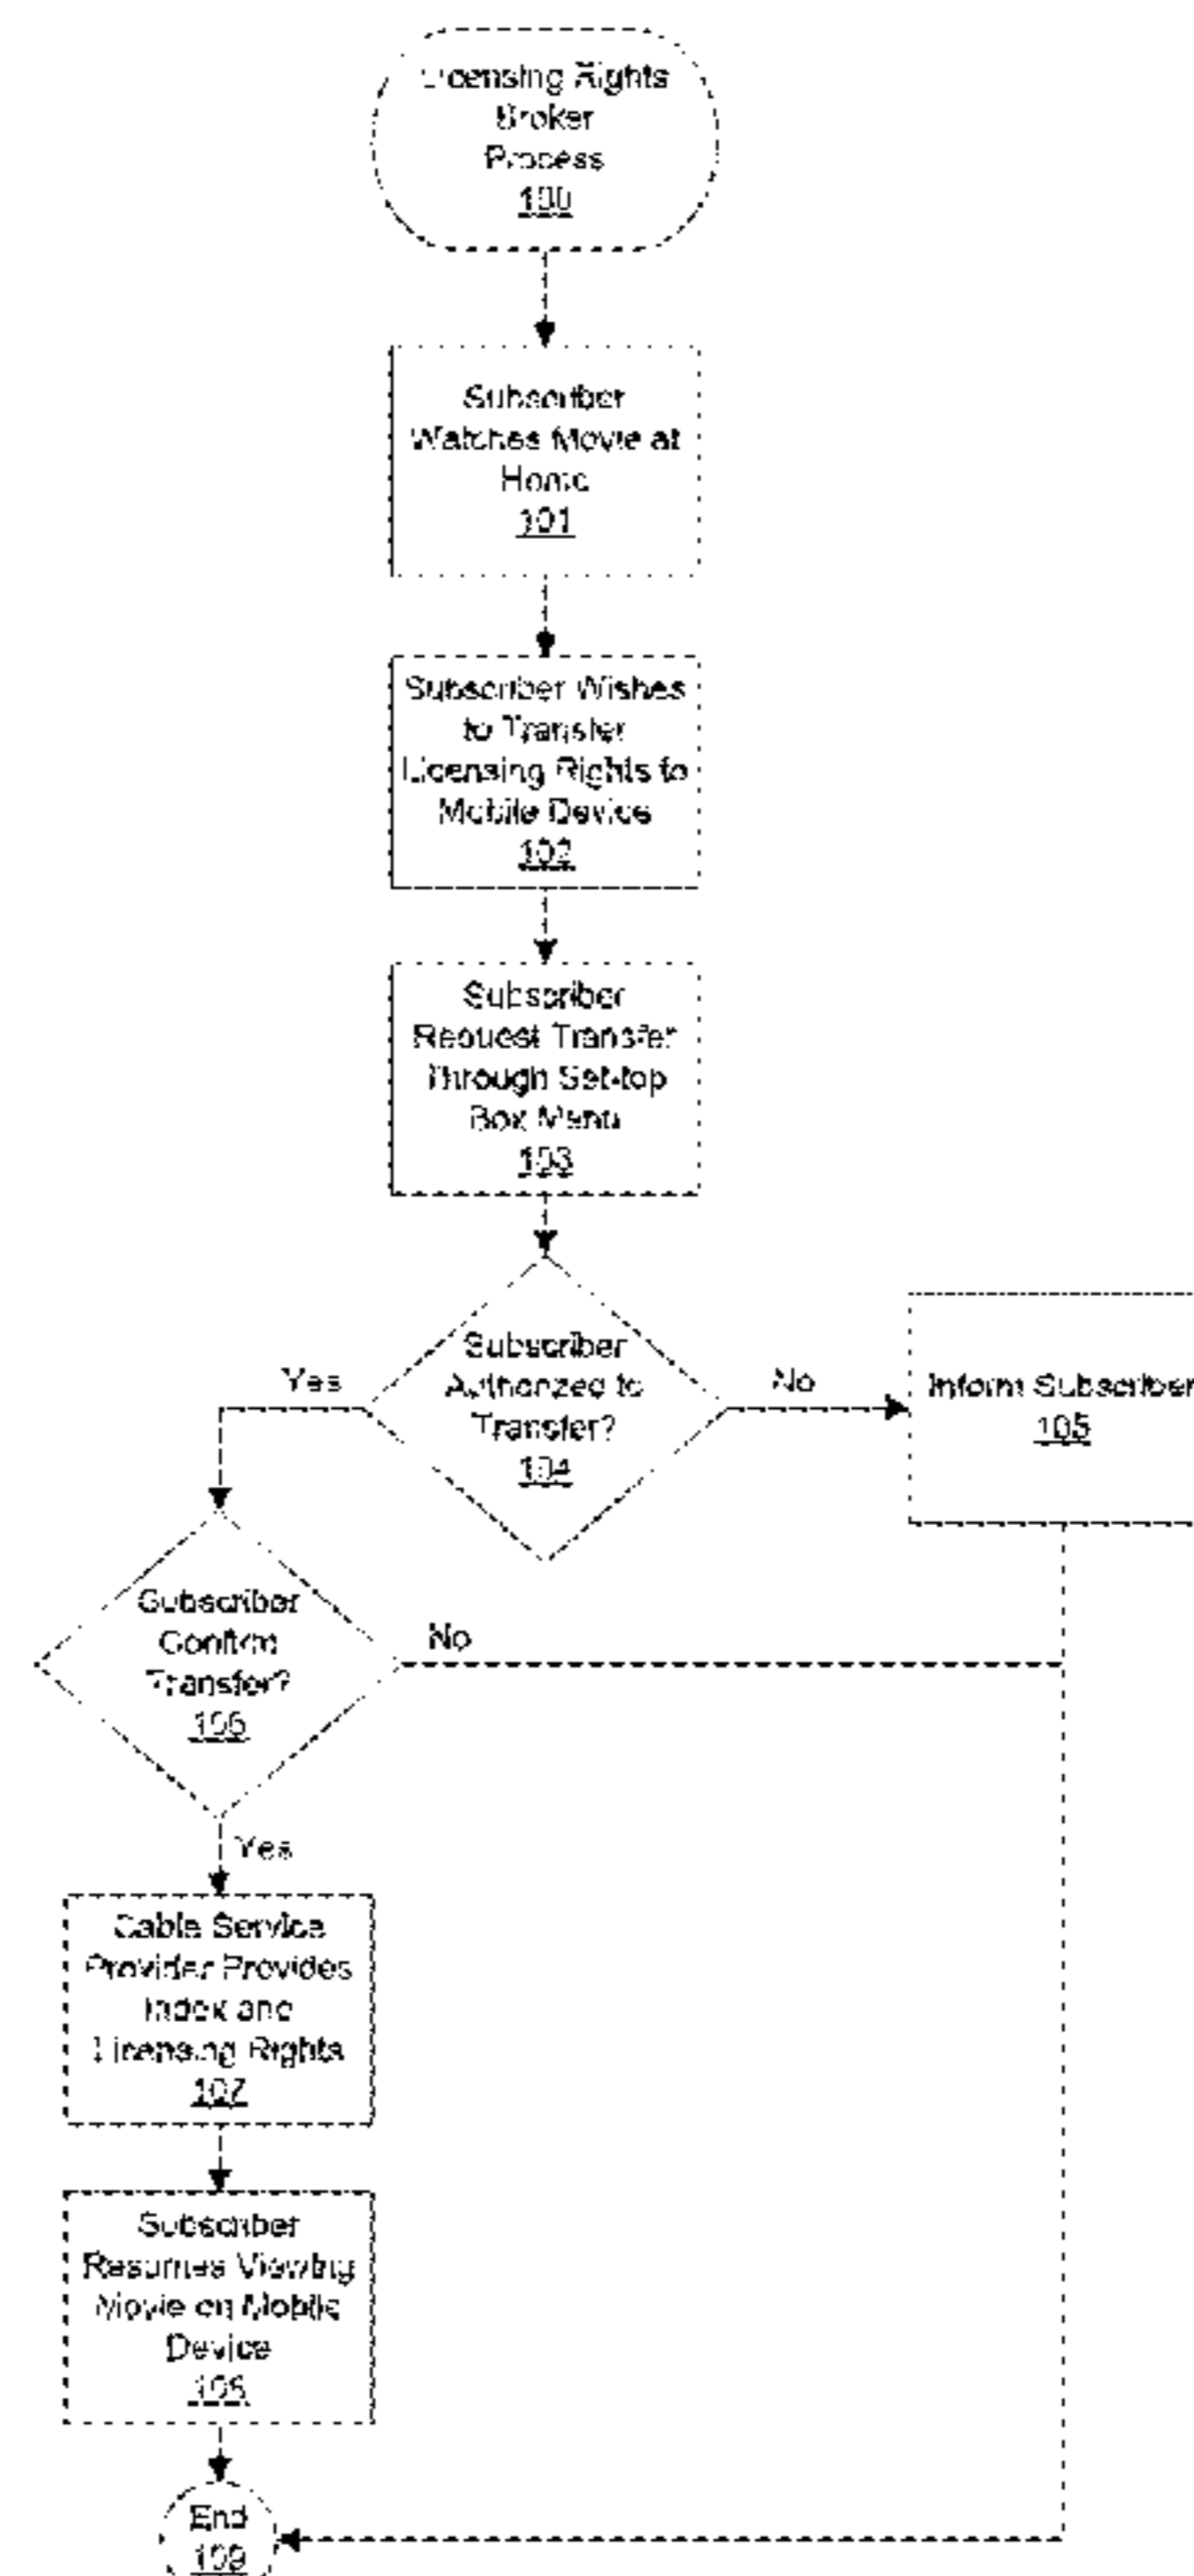 Licensing Rights
Broker
Process
100
Subscriber
Watches Movie at
Home
101
Subscriber Wishes
to Transfer
Licensing Rights to
Mobile Device
102
Subscriber
Request Transfer
Through Set-top
Box Menu
103
Subscriber
Authorized to
Transfer?
104
Yes
No
Inform Subscriber
105
Subscriber
Confirm
Transfer?
106
No
Yes
Cable Service
Provider Provides
Index and
Licensing Rights
107
Subscriber
Resumes Viewing
Movie on Mobile
Device
108
End
109